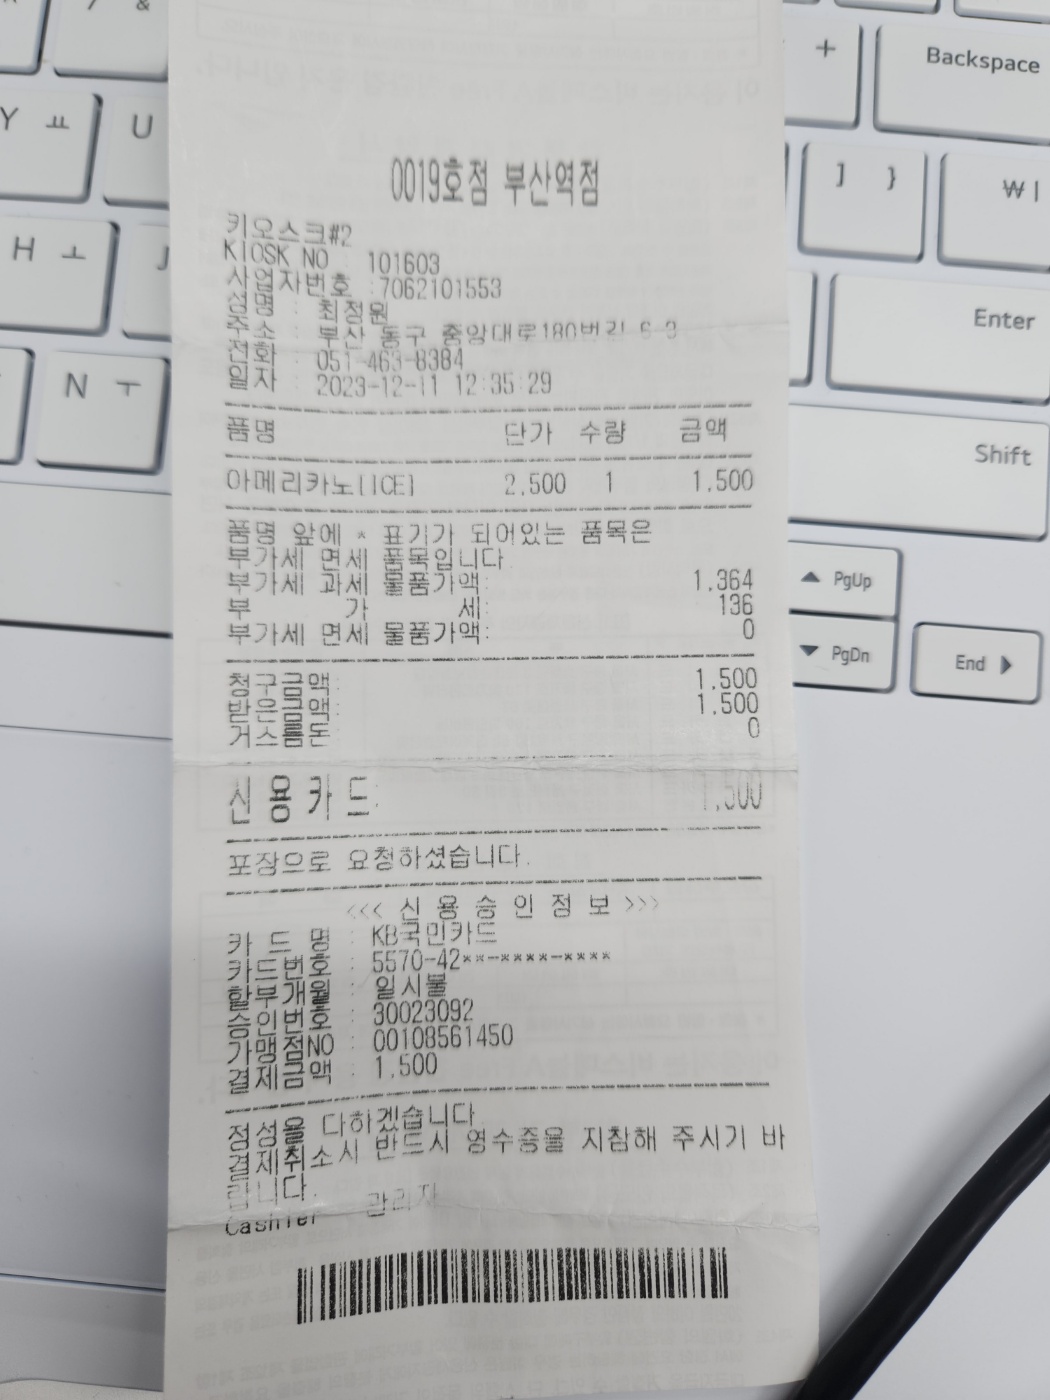 0019호점 부산역점
키오스크#2
KIOSK NO : 101603
사업자번호 :7062101553
성명 : 최정원
주소 : 부산 동구 중앙대로180번길 6-3
전화 : 051-463-8384
일자 : 2023-12-11 12:35:29
품명 단가 수량 금액
아메리카노(ICE) 2,500 1 1,500
품명 앞에 * 표기가 되어있는 품목은
부가세 면세 품목입니다
부가세 과세 물품가액: 1,364
부 가 세: 136
부가세 면세 물품가액: 0
청구금액: 1,500
받은금액: 1,500
거스름돈: 0
신용카드: 1,500
포장으로 요청하셨습니다.
<<< 신 용 승 인 정 보 >>>
카 드 명 : KB국민카드
카드번호 : 5570-42**-****-****
할부개월 : 일시불
승인번호 : 30023092
가맹점NO : 00108561450
결제금액 : 1,500
정성을 다하겠습니다
결제취소시 반드시 영수증을 지참해 주시기 바
랍니다.
Cashier 관리자
+
Backspace
Y ㅛ
U
] }
₩ |
H ㅗ
J
Enter
N ㅜ
Shift
PgUp
PgDn
End